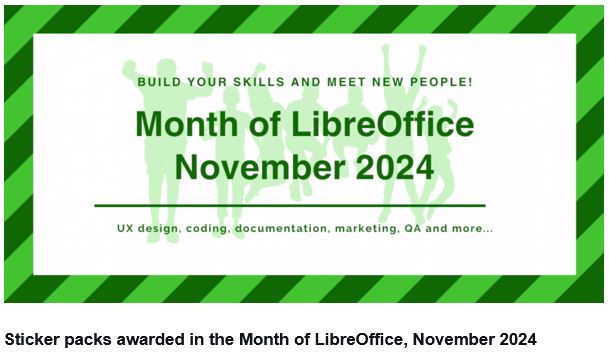 BUILD YOUR SKILLS AND MEET NEW PEOPLE!
Month of LibreOffice
November 2024
UX design, coding, documentation, marketing, QA and more...
Sticker packs awarded in the Month of LibreOffice, November 2024